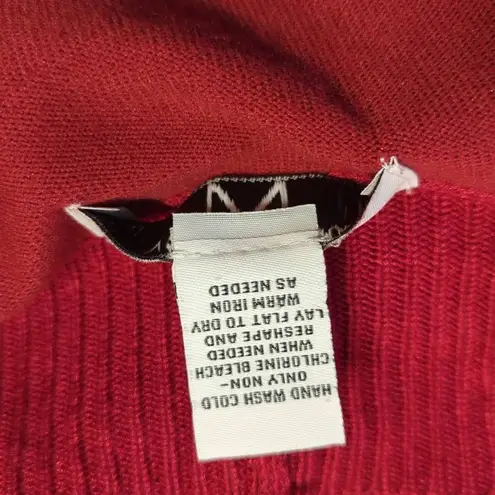 HAND WASH COLD
ONLY NON-
CHLORINE BLEACH
WHEN NEEDED
RESHAPE AND
LAY FLAT TO DRY
WARM IRON
AS NEEDED